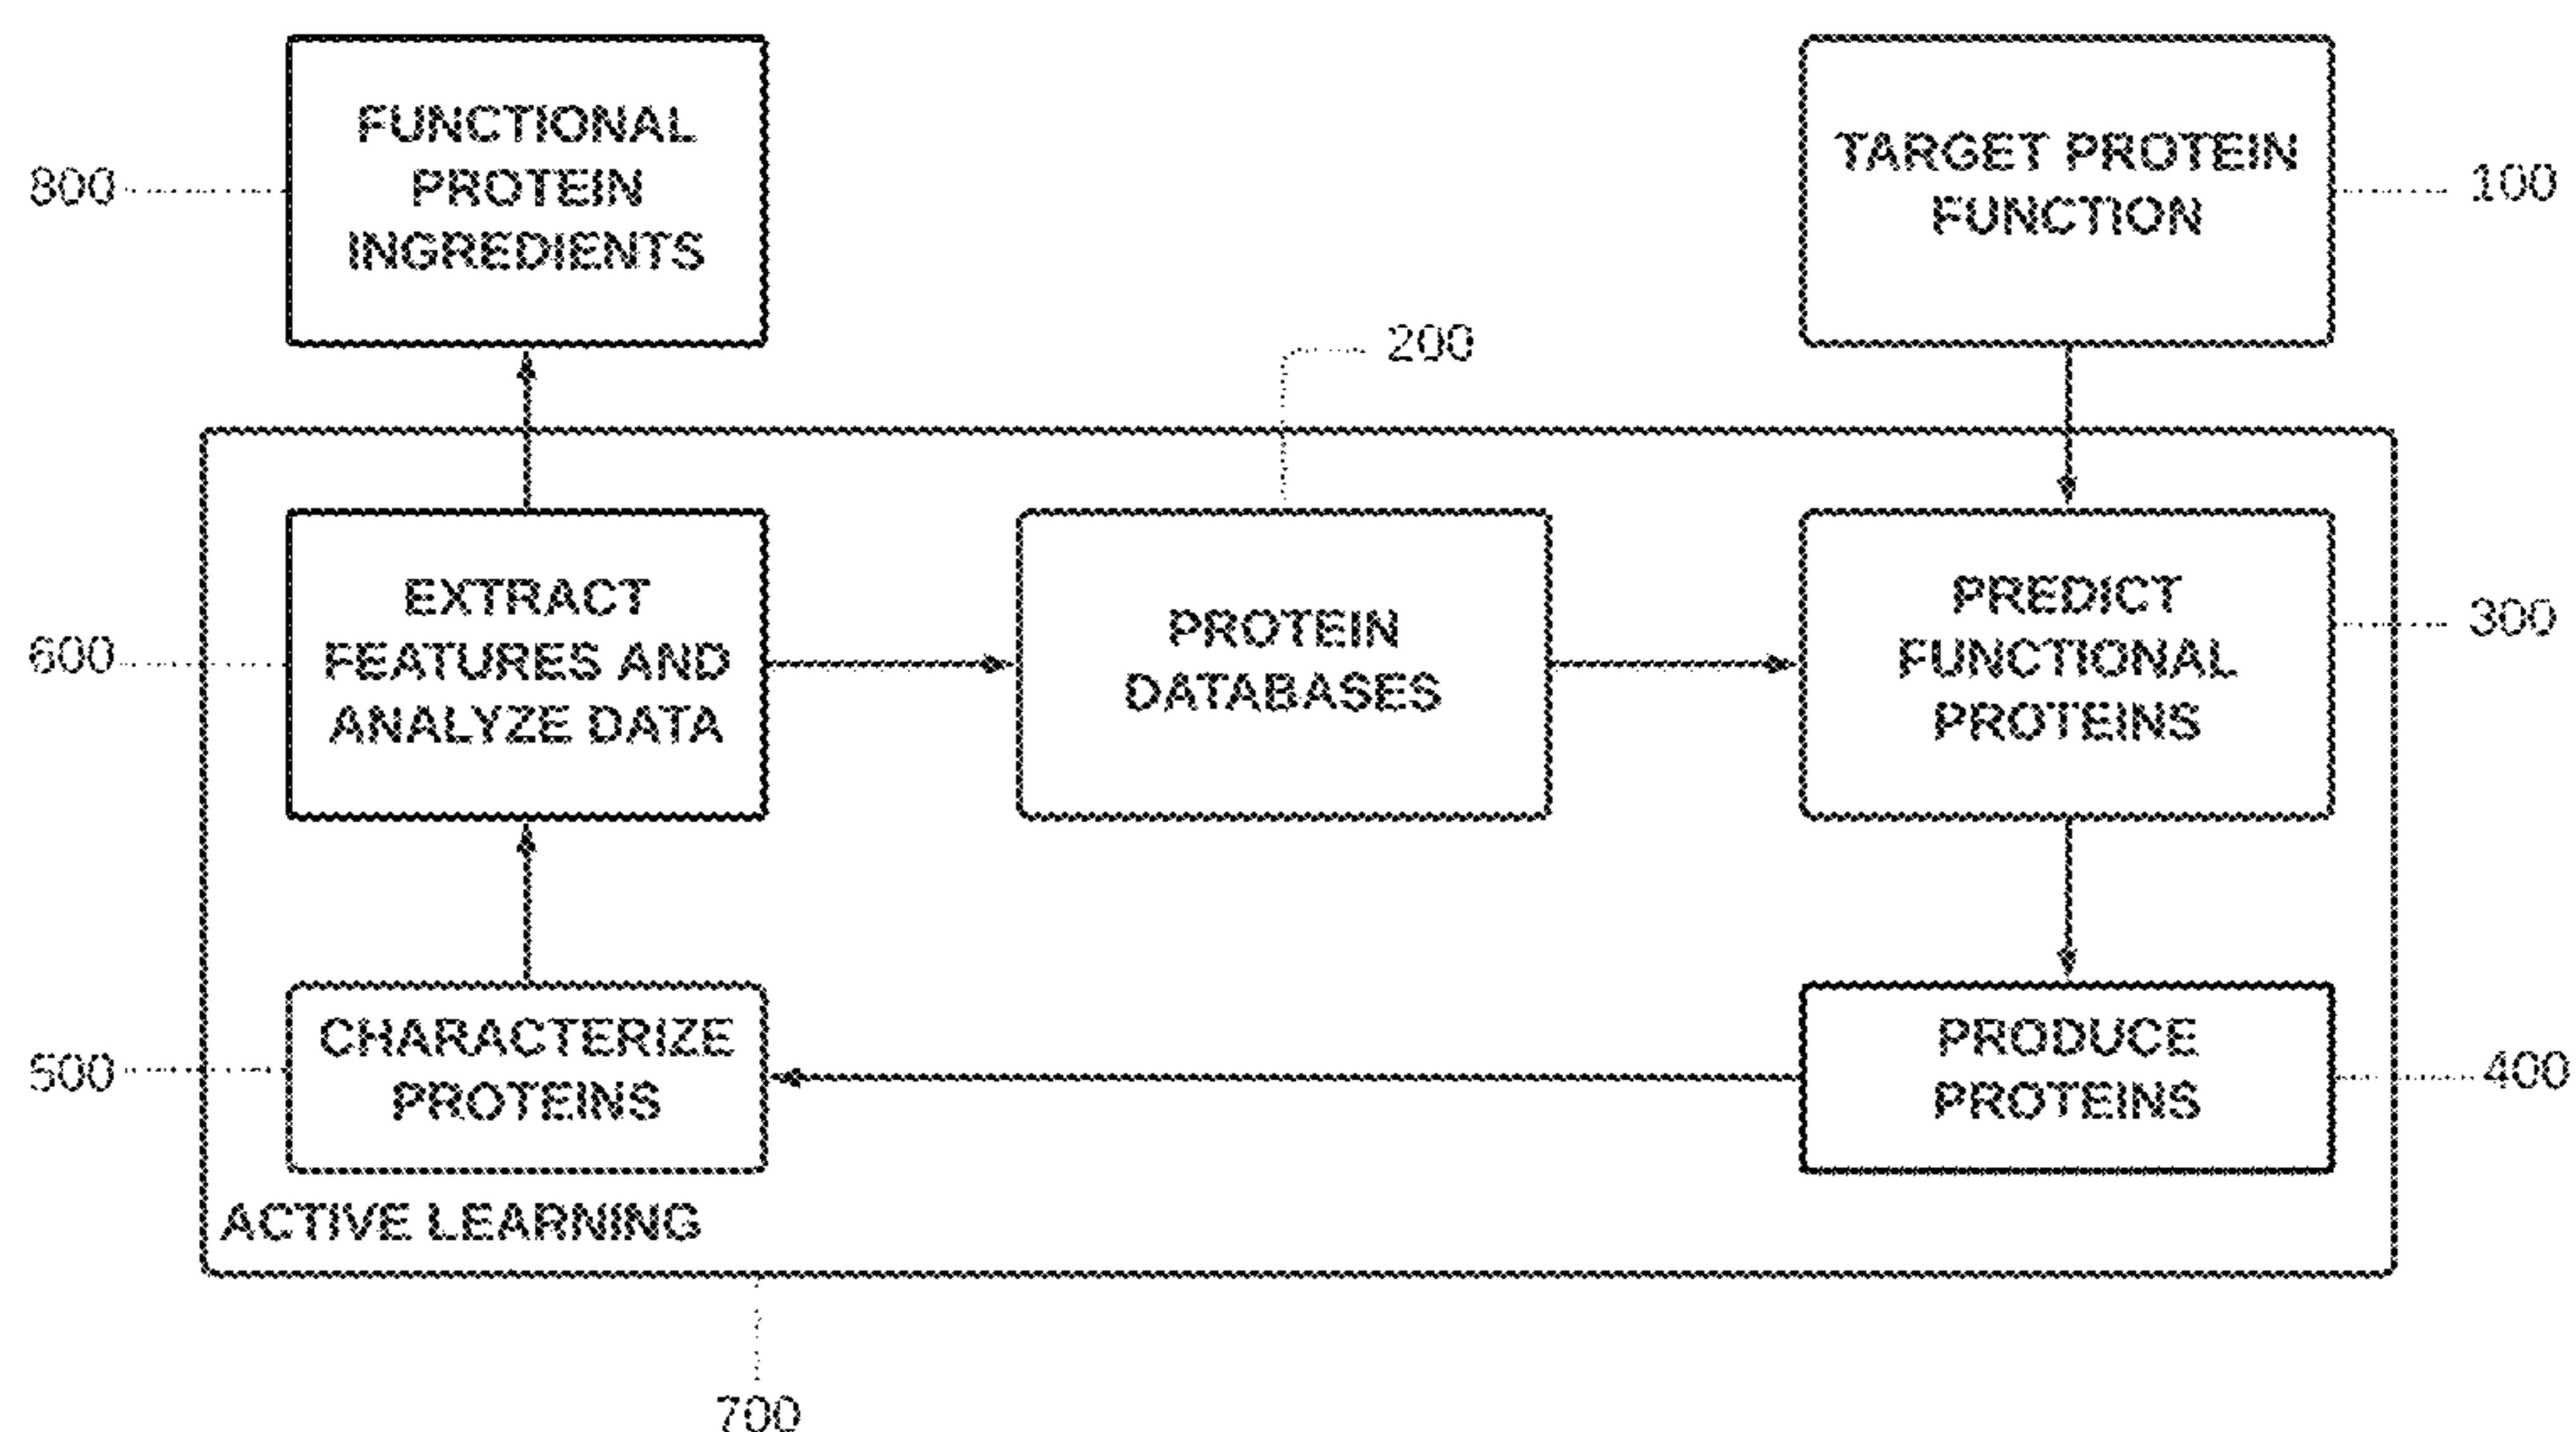 FUNCTIONAL
PROTEIN
INGREDIENTS
800
TARGET PROTEIN
FUNCTION
100
200
EXTRACT
FEATURES AND
ANALYZE DATA
600
PROTEIN
DATABASES
PREDICT
FUNCTIONAL
PROTEINS
300
CHARACTERIZE
PROTEINS
500
PRODUCE
PROTEINS
400
ACTIVE LEARNING
700